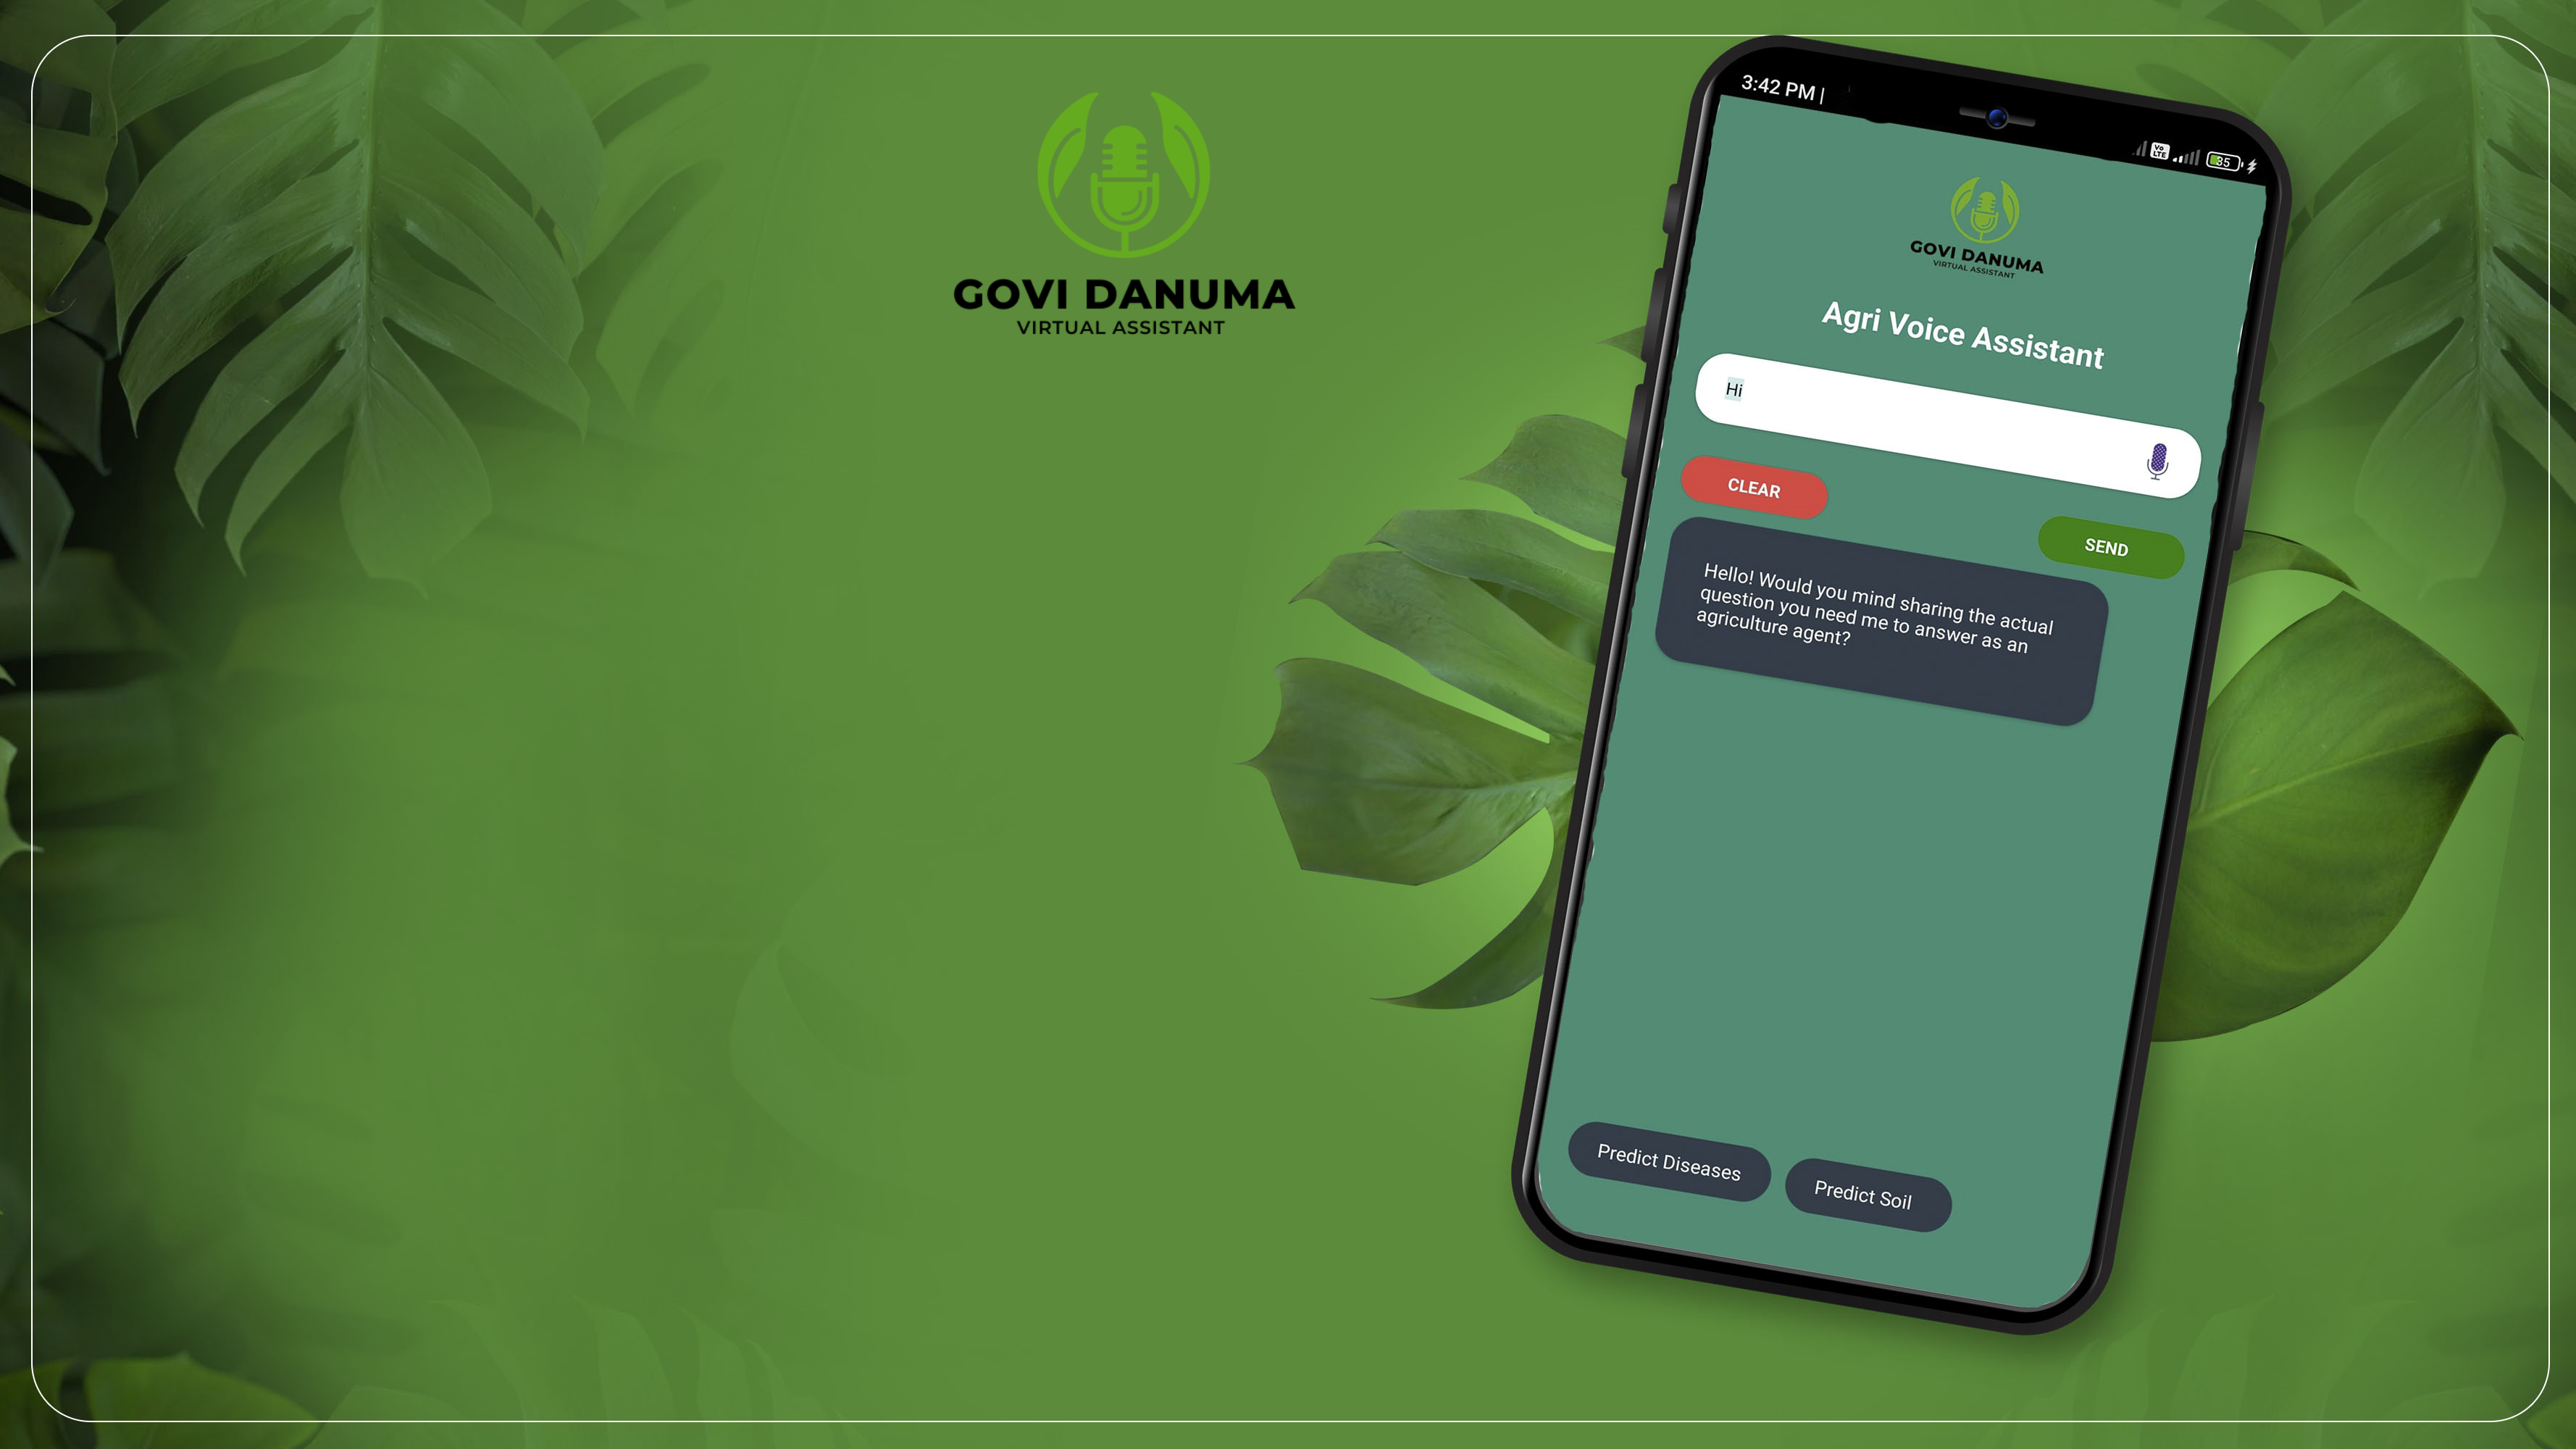 GOVI DANUMA
VIRTUAL ASSISTANT
3:42 PM |
Vo
LTE
35
GOVI DANUMA
VIRTUAL ASSISTANT
Agri Voice Assistant
Hi
CLEAR
SEND
Hello! Would you mind sharing the actual
question you need me to answer as an
agriculture agent?
Predict Diseases
Predict Soil